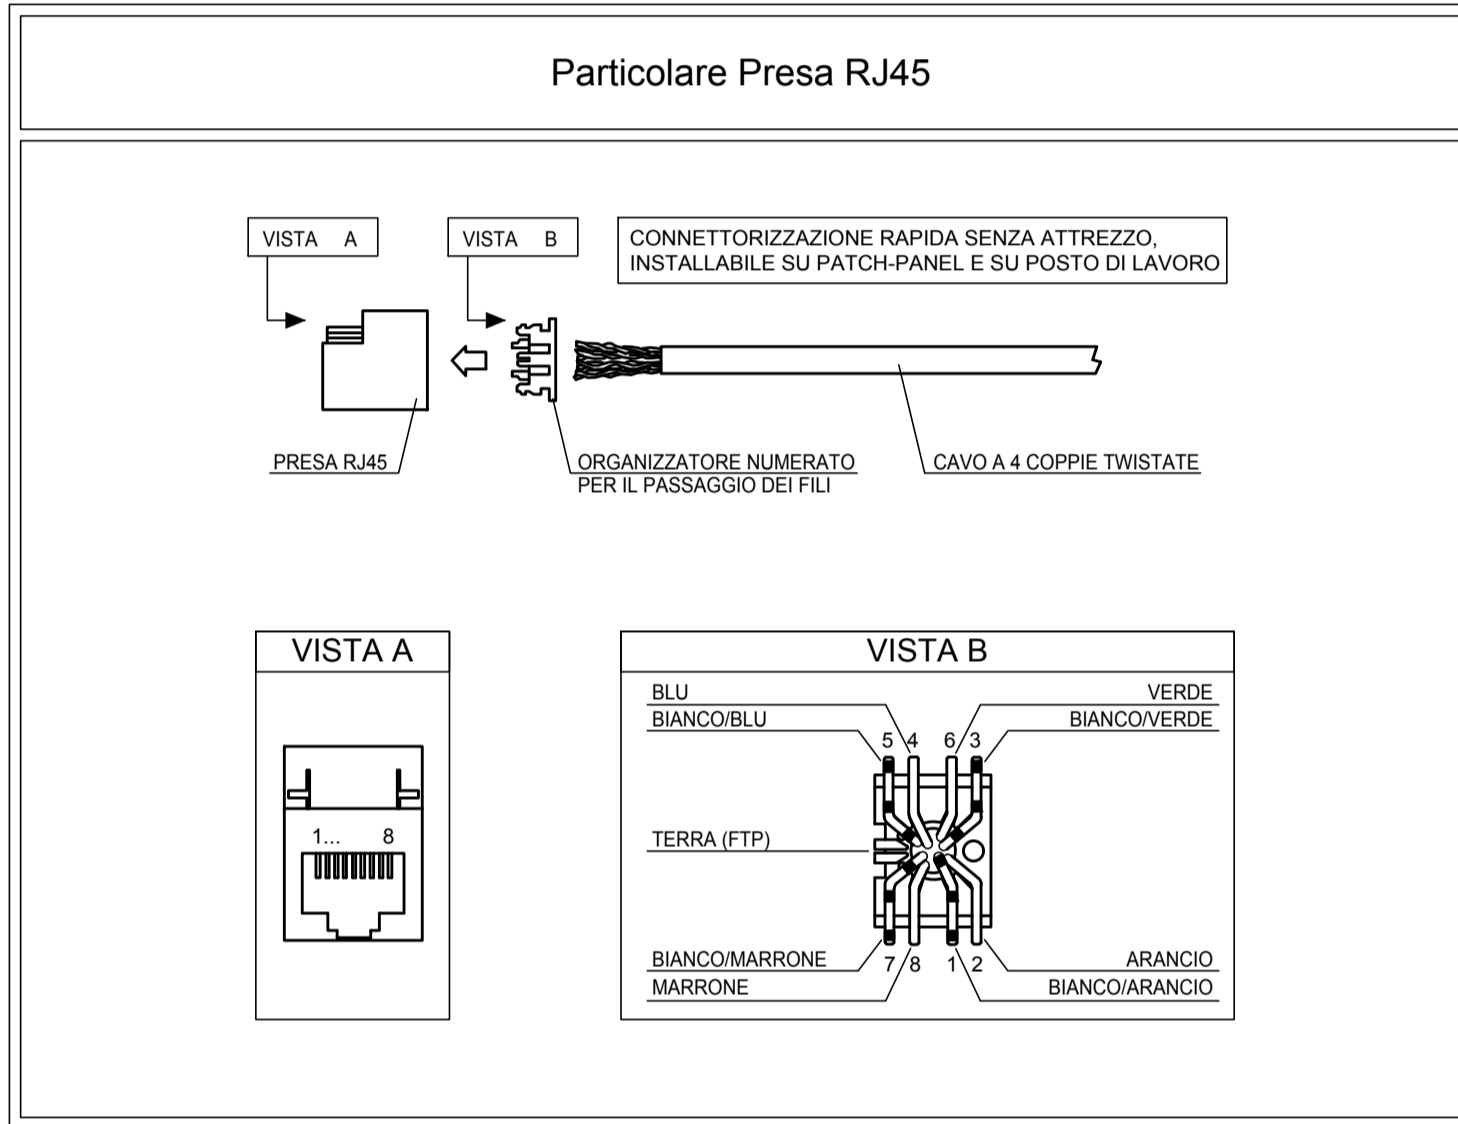 Particolare Presa RJ45
VISTA A
VISTA B
CONNETTORIZZAZIONE RAPIDA SENZA ATTREZZO,
INSTALLABILE SU PATCH-PANEL E SU POSTO DI LAVORO
PRESA RJ45
ORGANIZZATORE NUMERATO
PER IL PASSAGGIO DEI FILI
CAVO A 4 COPPIE TWISTATE
VISTA A
1... 8
VISTA B
BLU
VERDE
BIANCO/BLU
BIANCO/VERDE
5 4 6 3
TERRA (FTP)
BIANCO/MARRONE
ARANCIO
7 8 1 2
MARRONE
BIANCO/ARANCIO